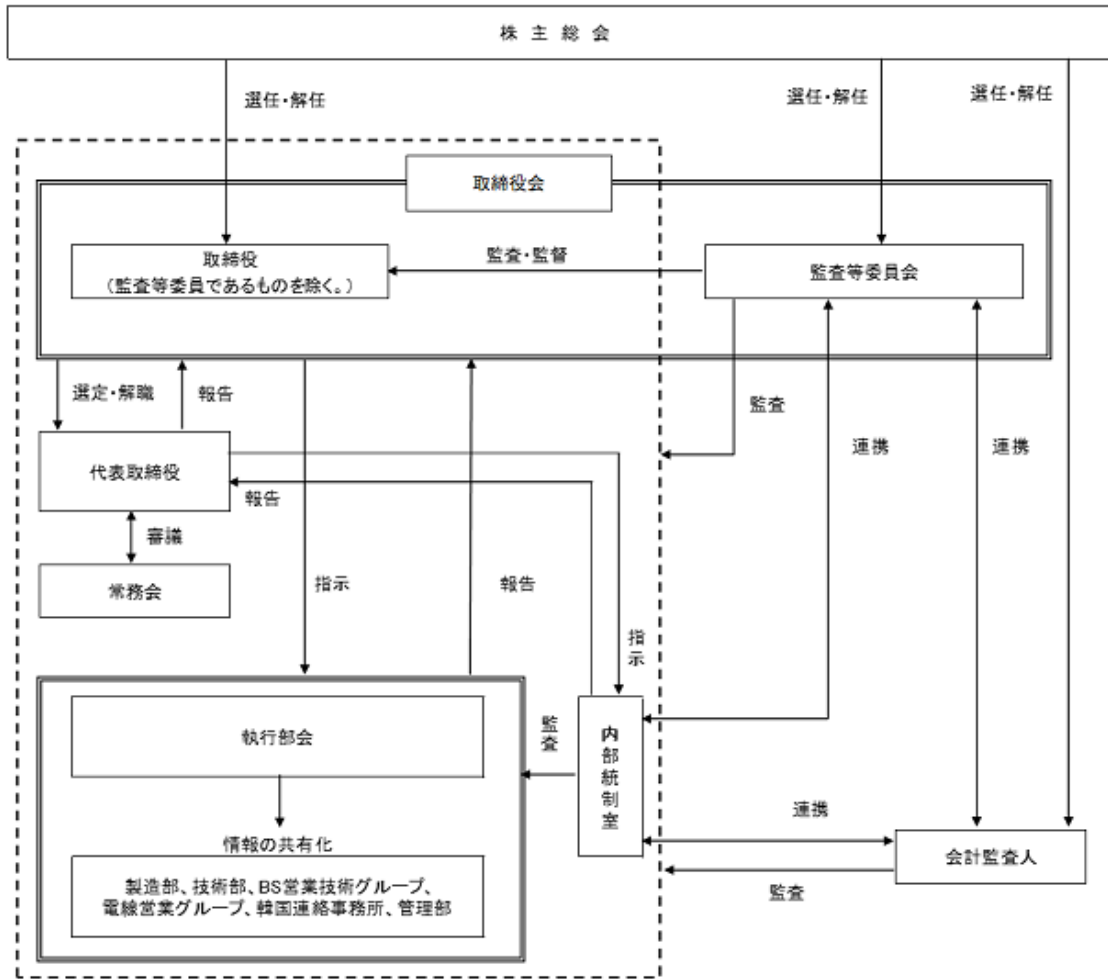 株主総会
選任・解任
選任・解任
選任・解任
取締役会
取締役
（監査等委員であるものを除く。）
監査・監督
監査等委員会
選定・解職
報告
監査
連携
連携
代表取締役
報告
審議
常務会
指示
報告
指示
執行部会
監査
内部統制室
情報の共有化
連携
会計監査人
製造部、技術部、BS営業技術グループ、
電線営業グループ、韓国連絡事務所、管理部
監査